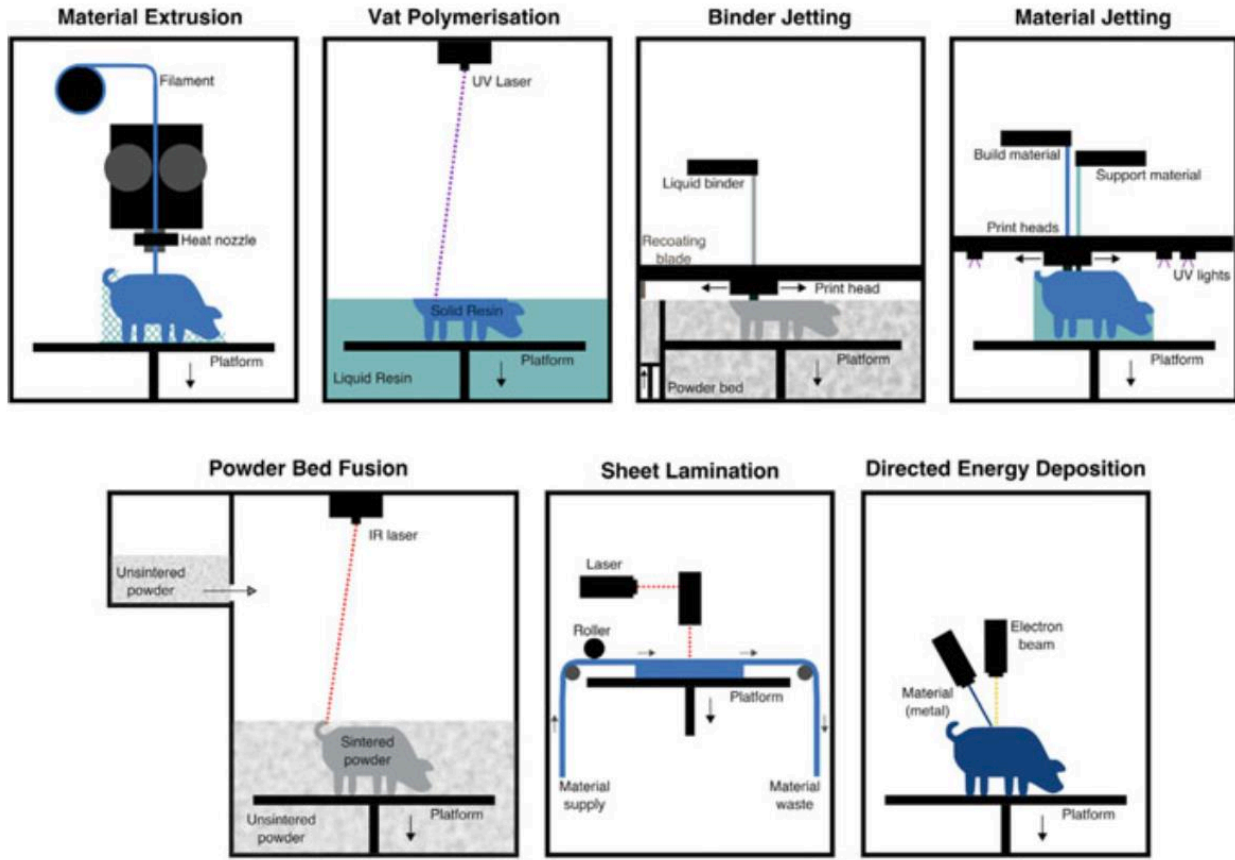 Material Extrusion
Filament
Heat nozzle
Platform
Vat Polymerisation
UV Laser
Solid Resin
Platform
Liquid Resin
Binder Jetting
Liquid binder
Recoating
blade
Print head
Platform
Powder bed
Material Jetting
Build material
Support material
Print heads
UV lights
Platform
Powder Bed Fusion
IR laser
Unsintered
powder
Sintered
powder
Platform
Unsintered
powder
Sheet Lamination
Laser
Roller
Platform
Material
supply
Material
waste
Directed Energy Deposition
Electron
beam
Material
(metal)
Platform